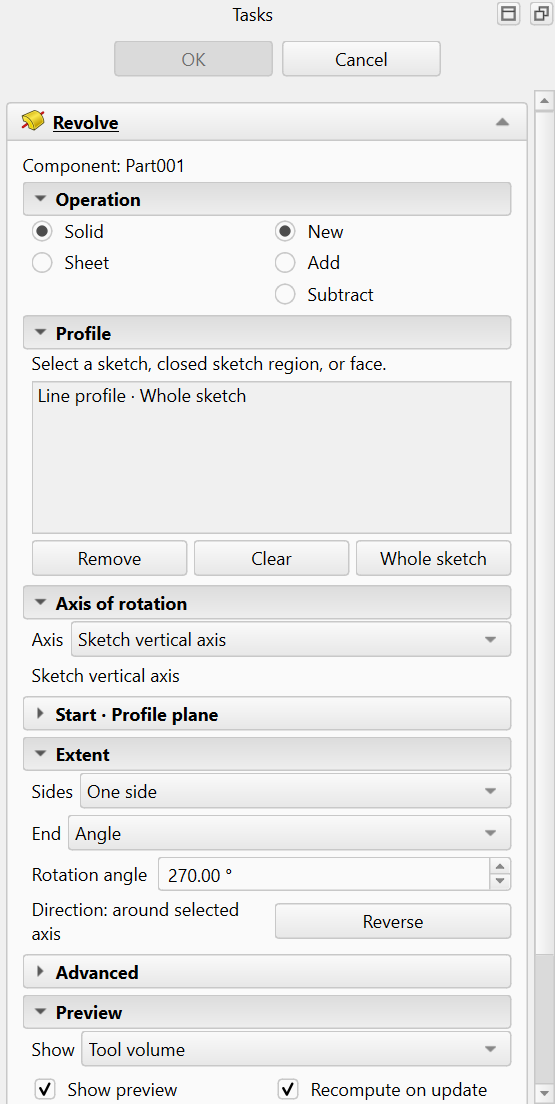 Tasks
OK
Cancel
Revolve
Component: Part001
Operation
Solid
New
Sheet
Add
Subtract
Profile
Select a sketch, closed sketch region, or face.
Line profile · Whole sketch
Remove
Clear
Whole sketch
Axis of rotation
Axis
Sketch vertical axis
Sketch vertical axis
Start · Profile plane
Extent
Sides
One side
End
Angle
Rotation angle
270.00 °
Direction: around selected
axis
Reverse
Advanced
Preview
Show
Tool volume
Show preview
Recompute on update